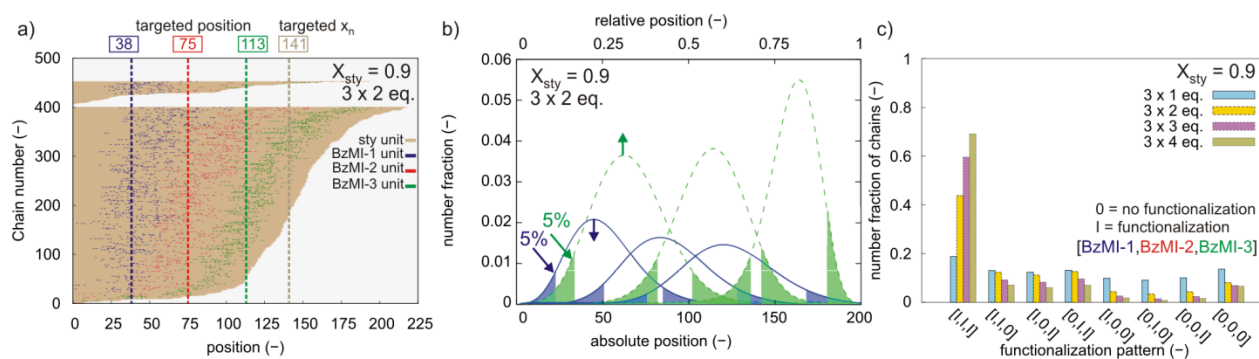 a)
targeted position
targeted xn
38
75
113
141
500
400
300
200
100
0
Chain number (−)
Xsty = 0.9
3 x 2 eq.
sty unit
BzMI-1 unit
BzMI-2 unit
BzMI-3 unit
0 25 50 75 100 125 150 175 200 225
position (−)
b)
relative position (−)
0 0.2 0.5 0.8 1
0.06
0.05
0.04
0.03
0.02
0.01
0
number fraction (−)
Xsty = 0.9
3 x 2 eq.
5%
5%
0 50 100 150 200
absolute position (−)
c)
1
0.8
0.6
0.4
0.2
0
number fraction of chains (−)
Xsty = 0.9
3 x 1 eq.
3 x 2 eq.
3 x 3 eq.
3 x 4 eq.
0 = no functionalization
I = functionalization
[BzMI-1,BzMI-2,BzMI-3]
[I,I,I]
[I,I,0]
[I,0,I]
[0,I,I]
[I,0,0]
[0,I,0]
[0,0,I]
[0,0,0]
functionalization pattern (−)